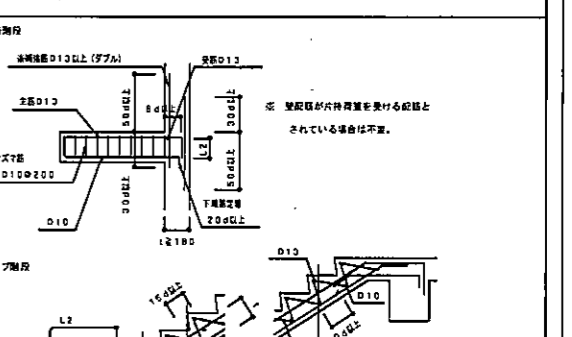 階段
※補強筋D13以上(ダブル)
受筋D13
主筋D13
50d以上
8d以上
30d以上
L2
50d以上
30d以上
D10@200
D10
下端筋定着
20d以上
t≧180
※ 壁配筋が片持荷重を受ける配筋と
されている場合は不要。
階段
D13
15d以上
D10
L2